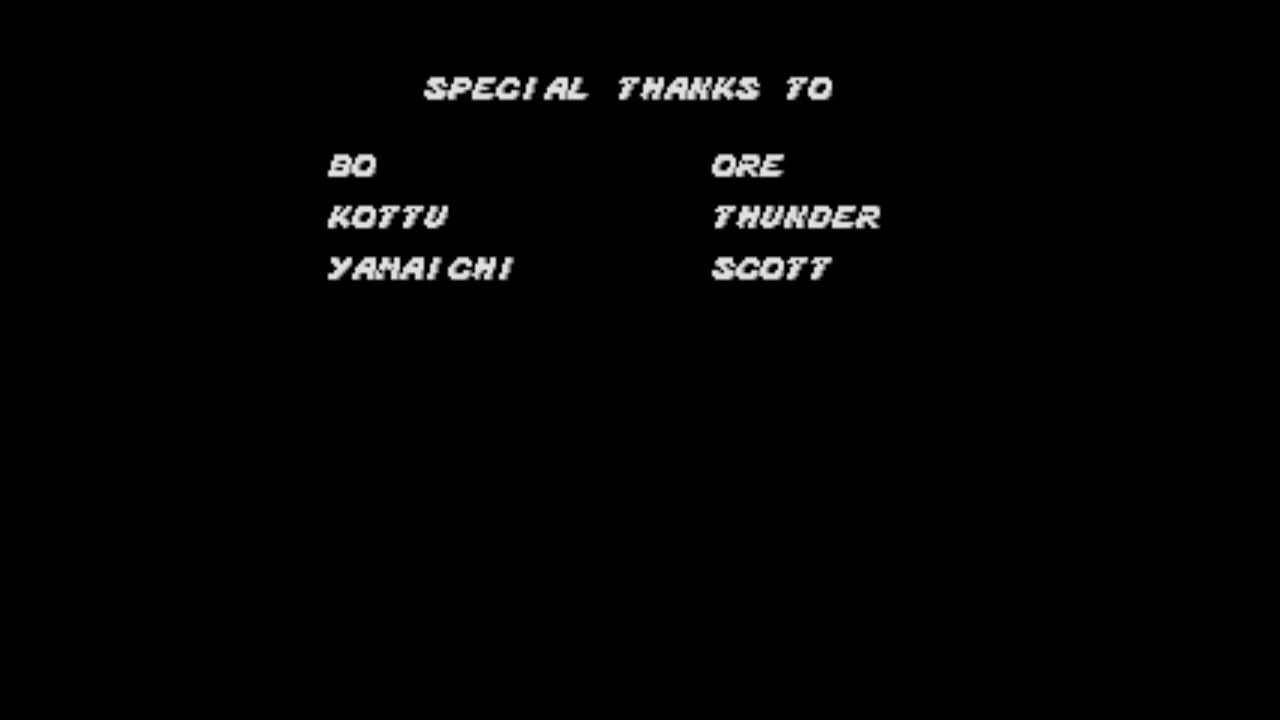 SPECIAL THANKS TO
BO ORE
KOTTU THUNDER
YAMAICHI SCOTT